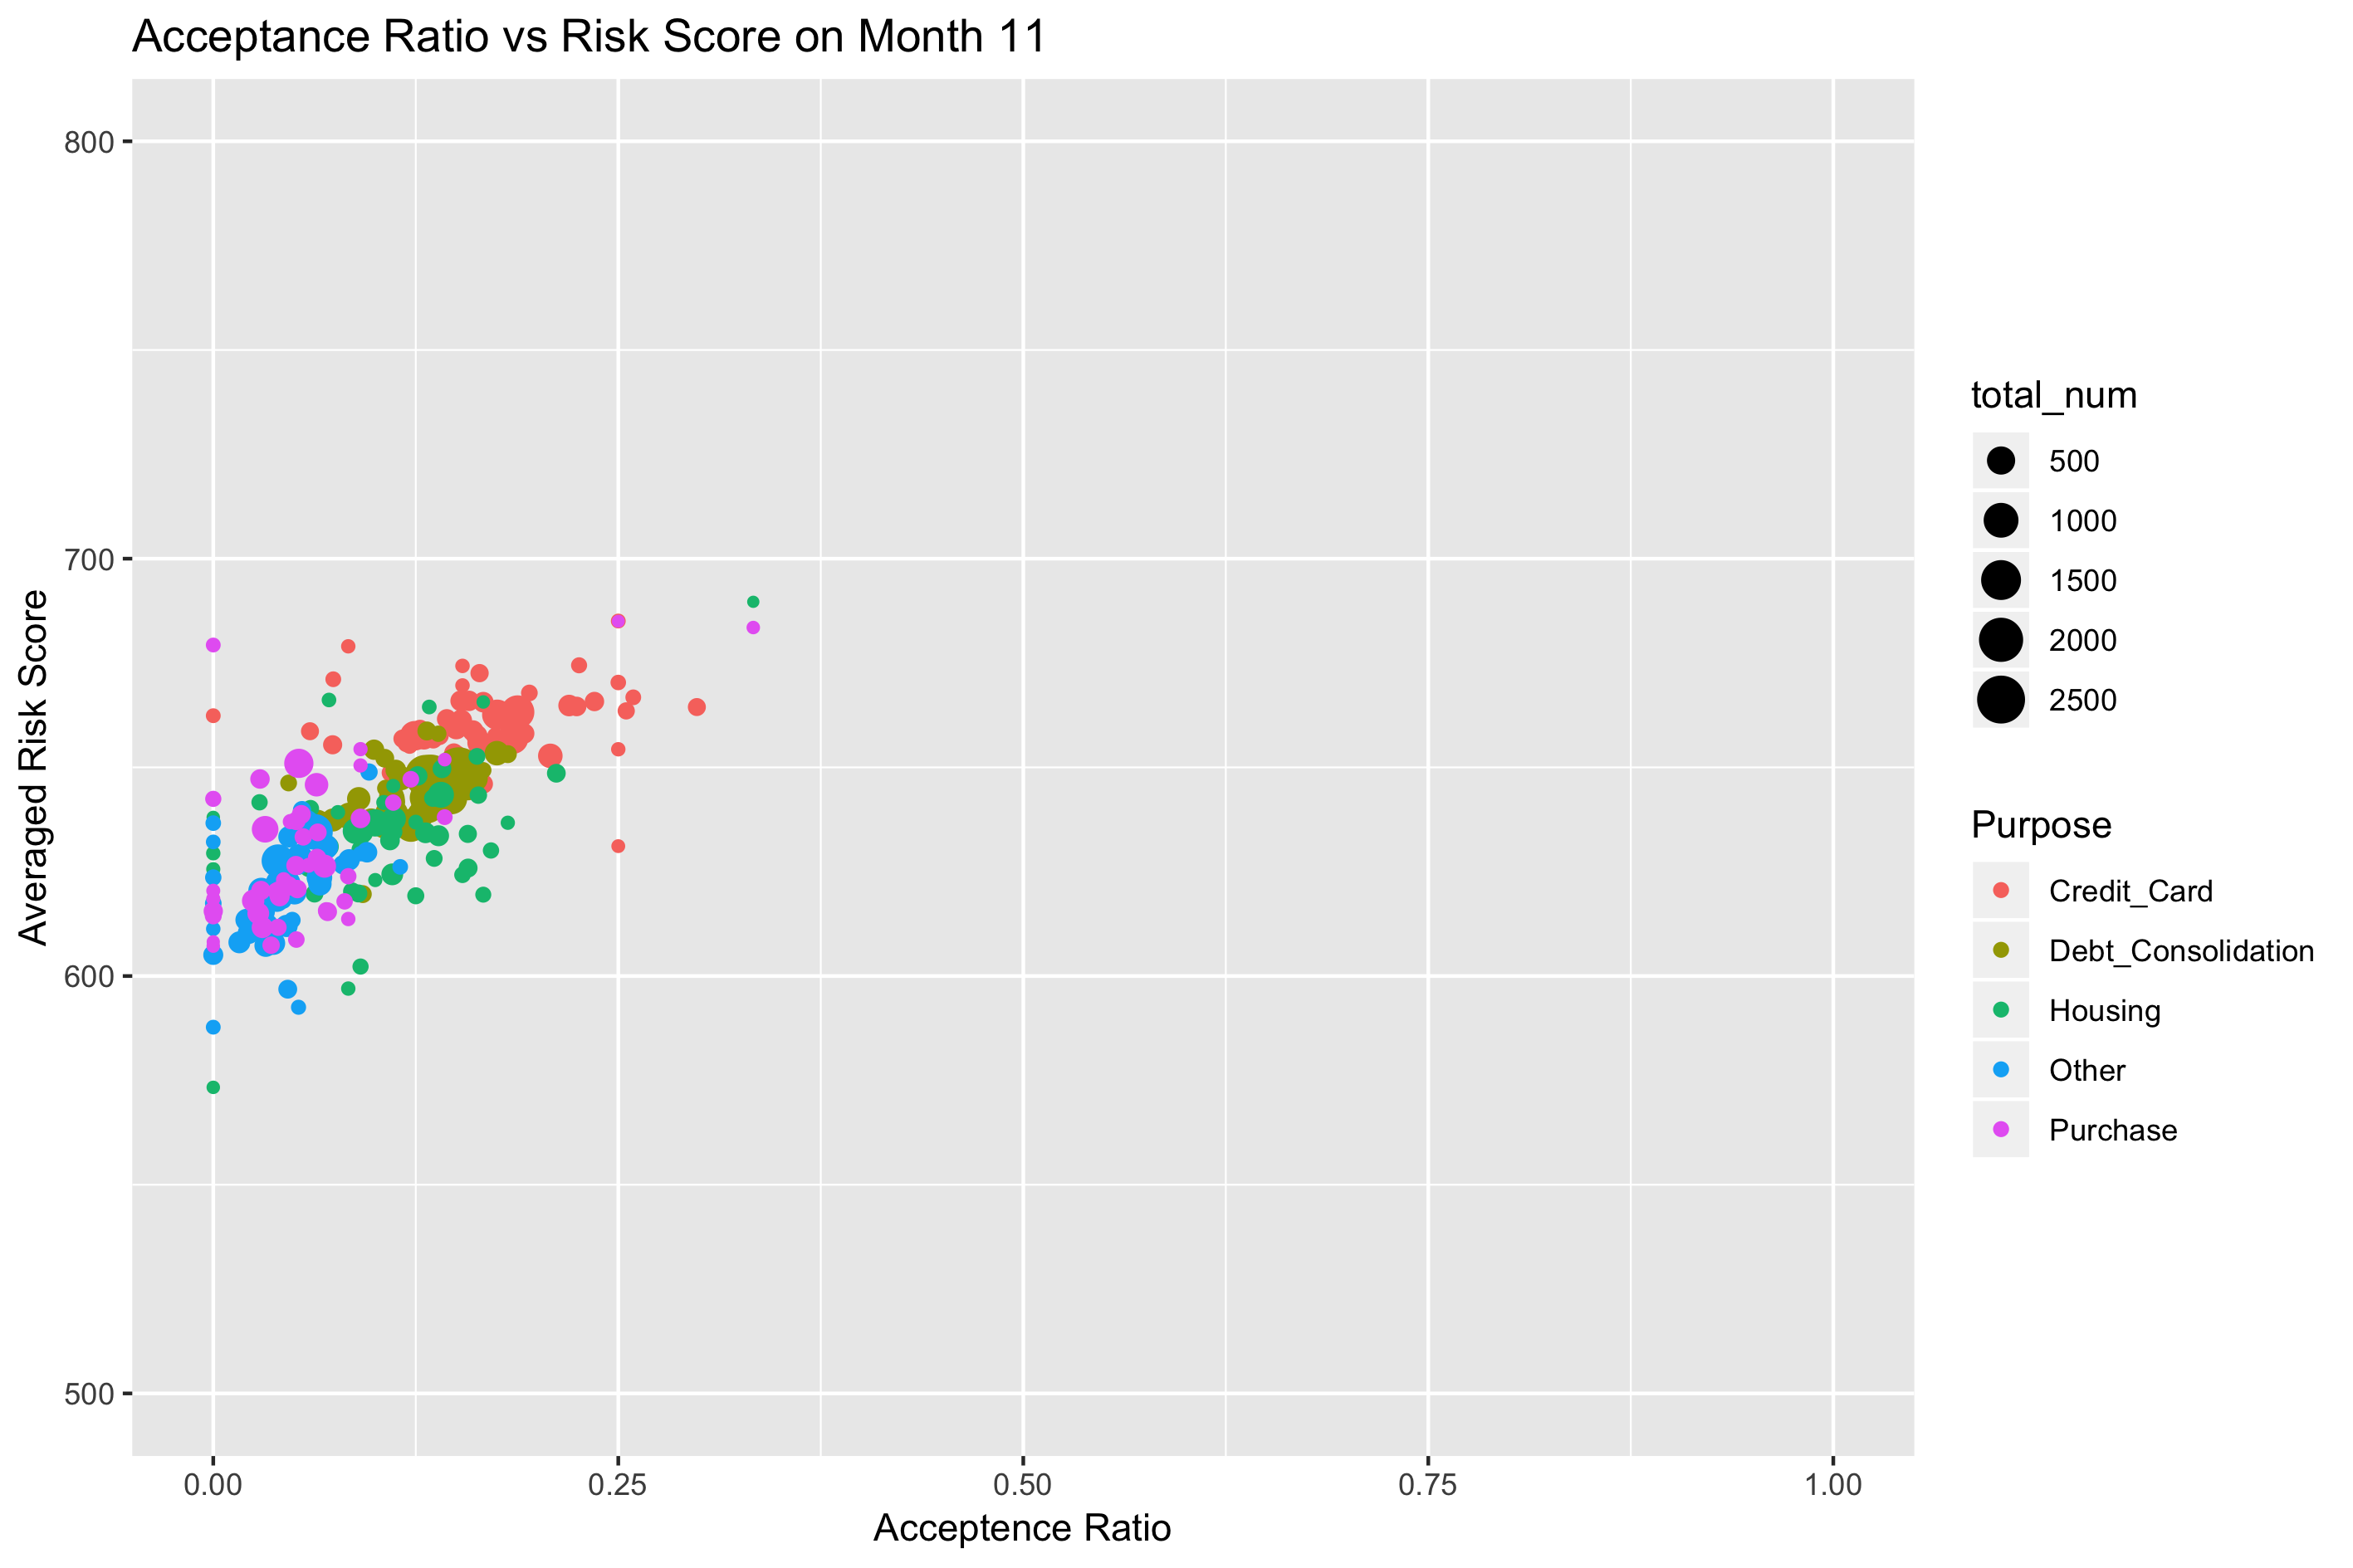 Acceptance Ratio vs Risk Score on Month 11
800
700
600
500
Averaged Risk Score
0.00
0.25
0.50
0.75
1.00
Acceptence Ratio
total_num
500
1000
1500
2000
2500
Purpose
Credit_Card
Debt_Consolidation
Housing
Other
Purchase